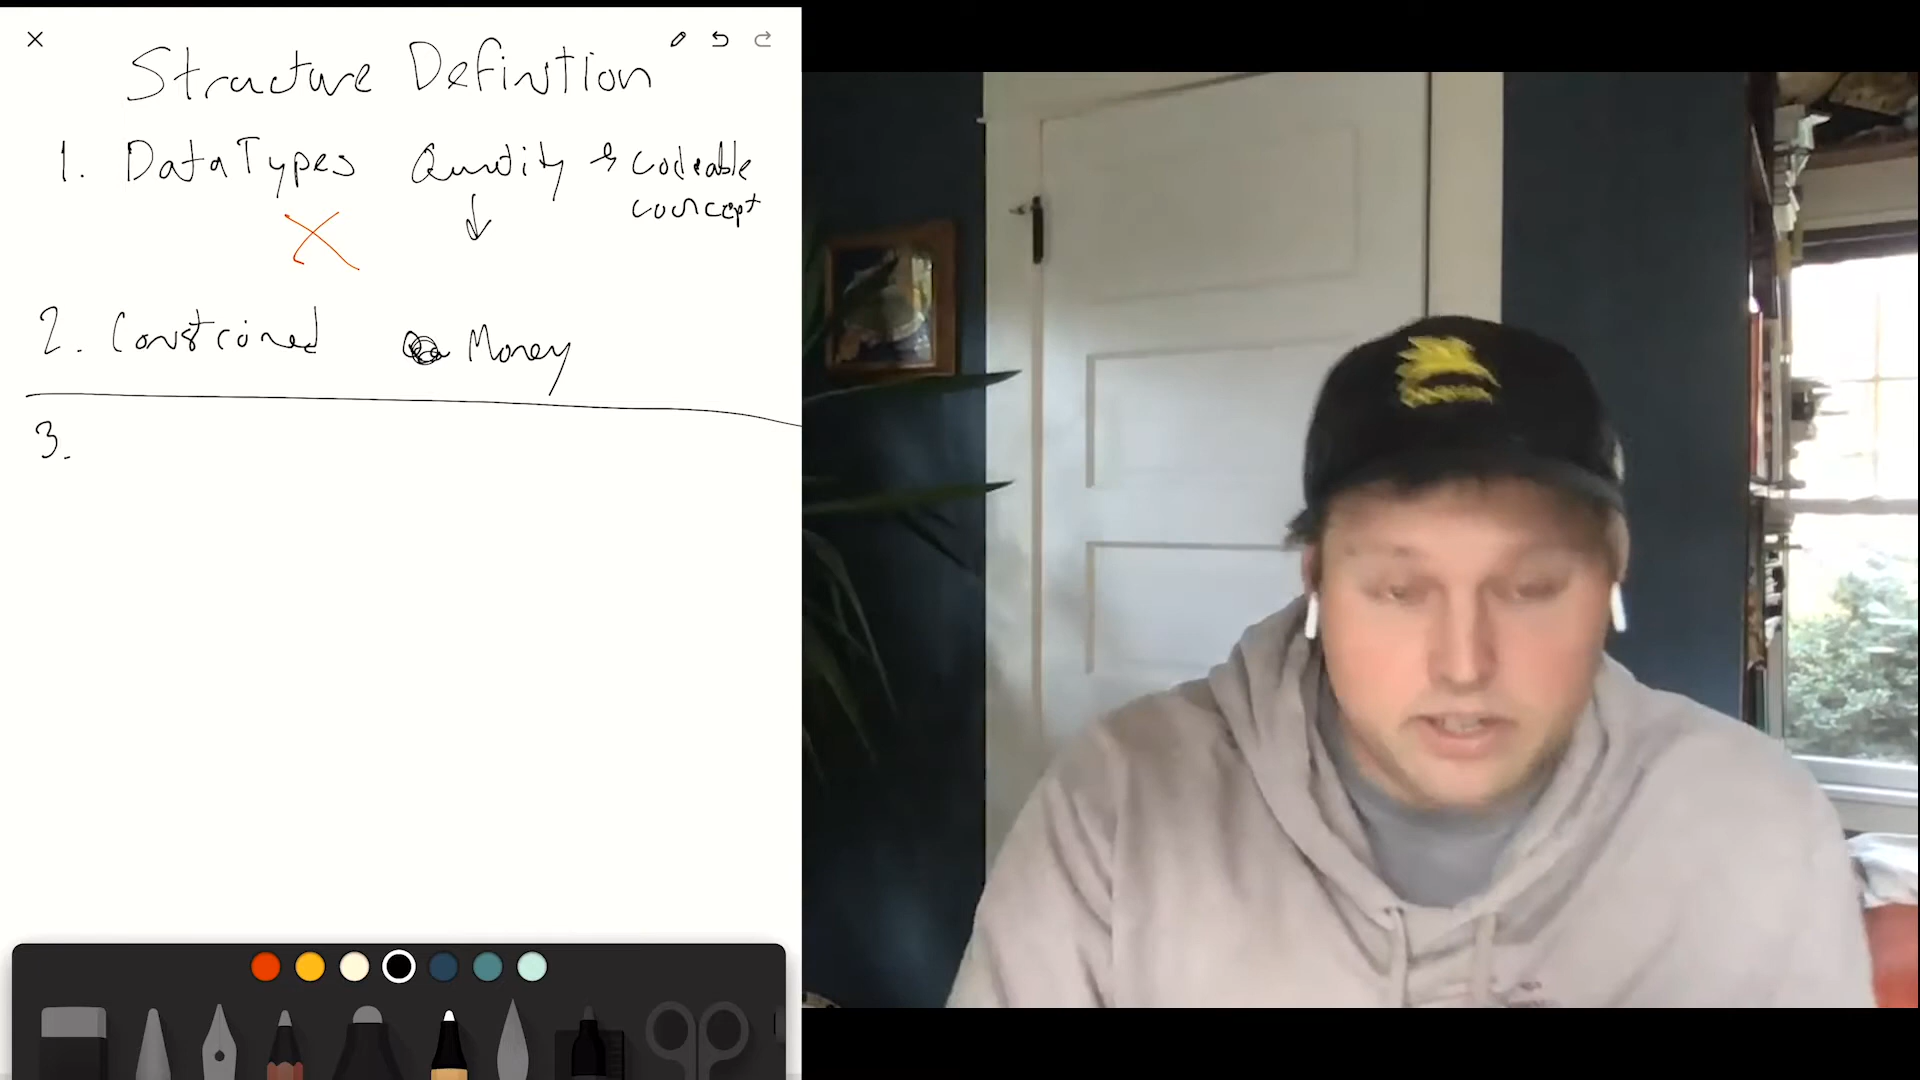 Structure Definition
1. DataTypes Quantity & Codeable
concept
2. Constrained Money
3.